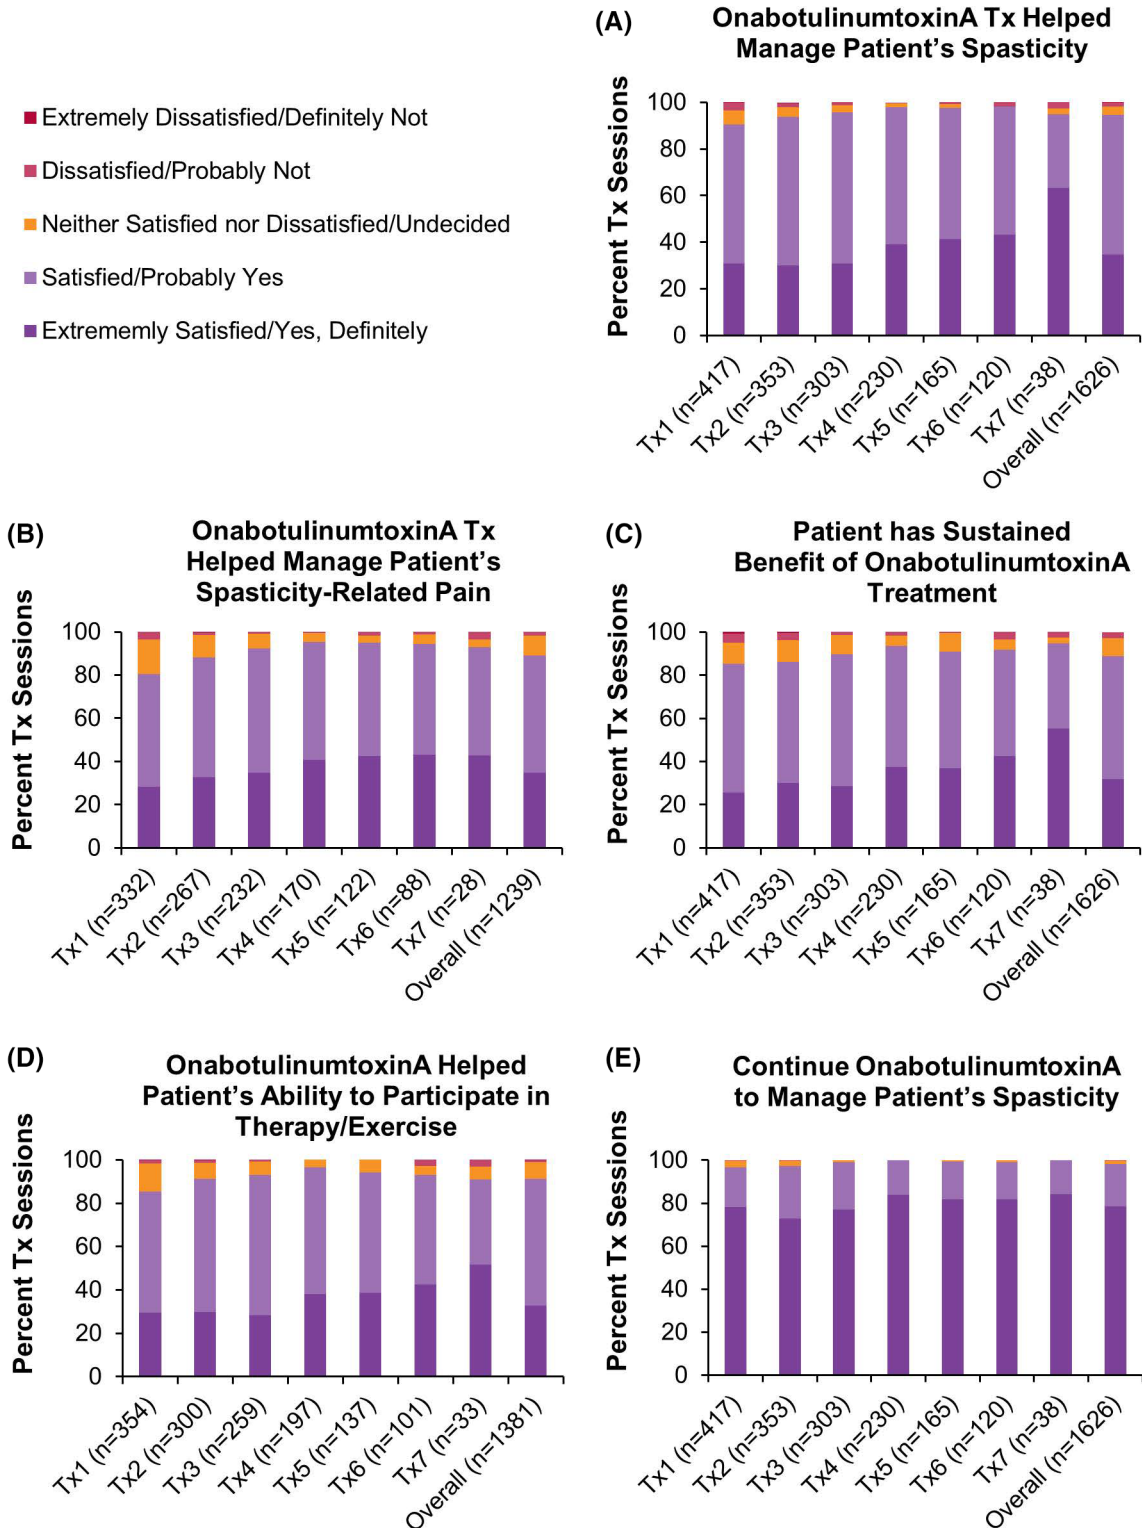 (A)
OnabotulinumtoxinA Tx Helped
Manage Patient's Spasticity
Extremely Dissatisfied/Definitely Not
Dissatisfied/Probably Not
Neither Satisfied nor Dissatisfied/Undecided
Satisfied/Probably Yes
Extrememly Satisfied/Yes, Definitely
Percent Tx Sessions
100
80
60
40
20
0
Tx1 (n=417)
Tx2 (n=353)
Tx3 (n=303)
Tx4 (n=230)
Tx5 (n=165)
Tx6 (n=120)
Tx7 (n=38)
Overall (n=1626)
(B)
OnabotulinumtoxinA Tx
Helped Manage Patient's
Spasticity-Related Pain
Percent Tx Sessions
100
80
60
40
20
0
Tx1 (n=332)
Tx2 (n=267)
Tx3 (n=232)
Tx4 (n=170)
Tx5 (n=122)
Tx6 (n=88)
Tx7 (n=28)
Overall (n=1239)
(C)
Patient has Sustained
Benefit of OnabotulinumtoxinA
Treatment
Percent Tx Sessions
100
80
60
40
20
0
Tx1 (n=417)
Tx2 (n=353)
Tx3 (n=303)
Tx4 (n=230)
Tx5 (n=165)
Tx6 (n=120)
Tx7 (n=38)
Overall (n=1626)
(D)
OnabotulinumtoxinA Helped
Patient's Ability to Participate in
Therapy/Exercise
Percent Tx Sessions
100
80
60
40
20
0
Tx1 (n=354)
Tx2 (n=300)
Tx3 (n=259)
Tx4 (n=197)
Tx5 (n=137)
Tx6 (n=101)
Tx7 (n=33)
Overall (n=1381)
(E)
Continue OnabotulinumtoxinA
to Manage Patient's Spasticity
Percent Tx Sessions
100
80
60
40
20
0
Tx1 (n=417)
Tx2 (n=353)
Tx3 (n=303)
Tx4 (n=230)
Tx5 (n=165)
Tx6 (n=120)
Tx7 (n=38)
Overall (n=1626)